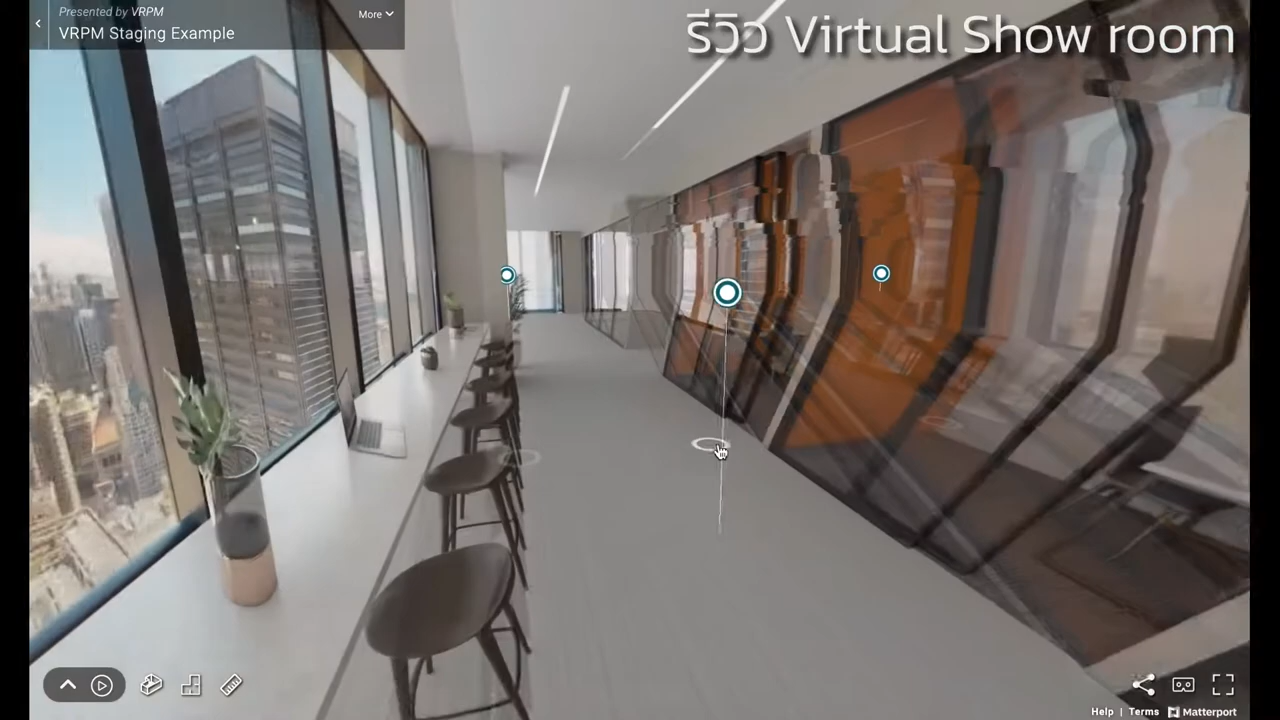 Presented by VRPM
More
VRPM Staging Example
รีวิว Virtual Show room
Help | Terms Matterport